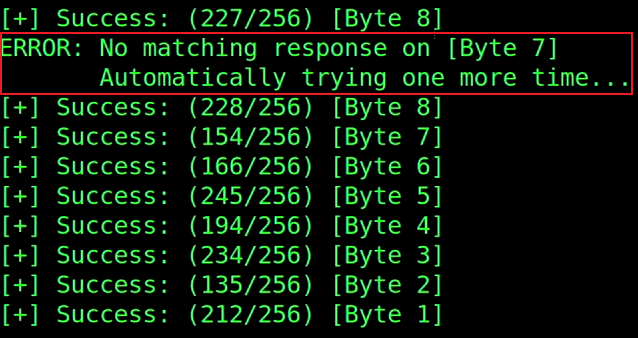 [+] Success: (227/256) [Byte 8]
ERROR: No matching response on [Byte 7]
       Automatically trying one more time...
[+] Success: (228/256) [Byte 8]
[+] Success: (154/256) [Byte 7]
[+] Success: (166/256) [Byte 6]
[+] Success: (245/256) [Byte 5]
[+] Success: (194/256) [Byte 4]
[+] Success: (234/256) [Byte 3]
[+] Success: (135/256) [Byte 2]
[+] Success: (212/256) [Byte 1]